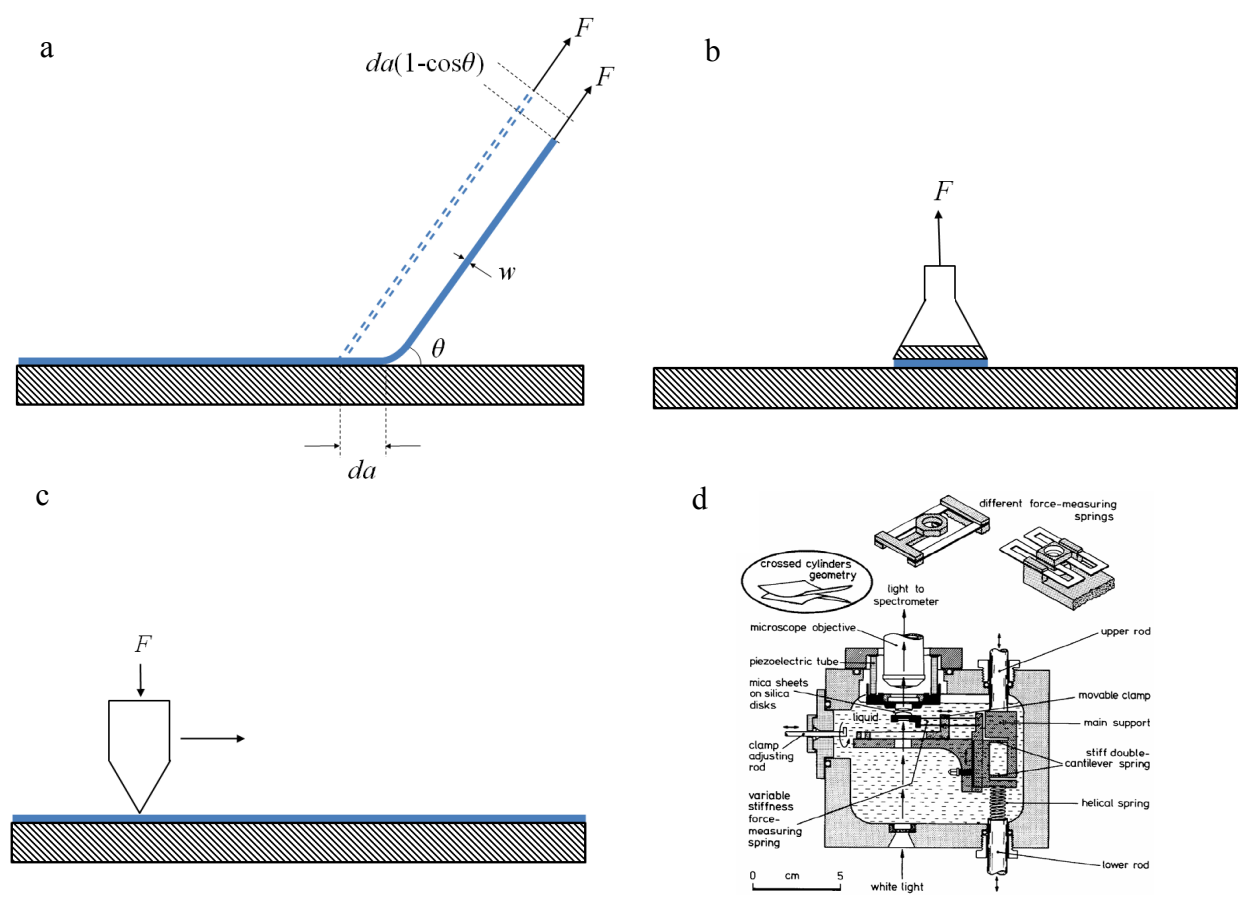 a
F
F
da(1-cosθ)
w
θ
da
b
F
c
F
d
different force-measuring
springs
crossed cylinders
geometry
light to
spectrometer
microscope objective
upper rod
piezoelectric tube
mica sheets
on silica
disks
movable clamp
liquid
main support
clamp
adjusting
rod
stiff double-
cantilever spring
variable
stiffness
force-
measuring
spring
helical spring
lower rod
0 cm 5
white light